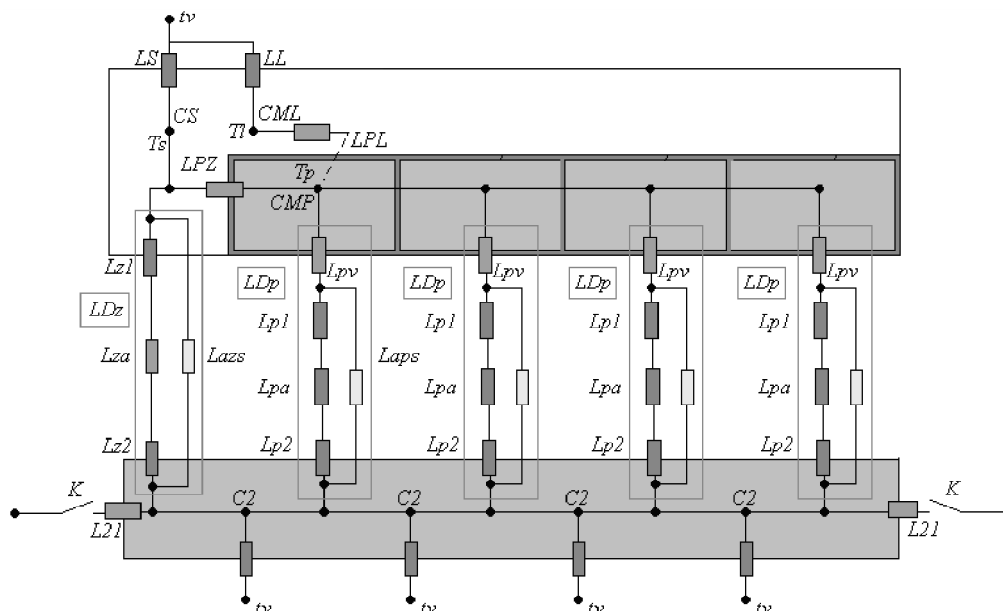 tv
LS LL
CS CML
Ts Tl LPL
LPZ Tp
CMP
Lz1 Lpv Lpv Lpv Lpv
LDz LDp LDp LDp LDp
Lp1 Lp1 Lp1 Lp1
Lza Lazs Lpa Laps Lpa Lpa Lpa
Lz2 Lp2 Lp2 Lp2 Lp2
K C2 C2 C2 C2 K
L21 L21
tv tv tv tv